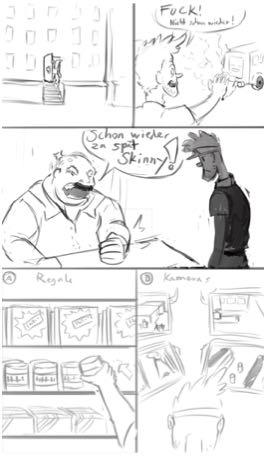 FUCK!
Nicht schon wieder!
Schon wieder
zu spät
Skinny!
A Regale
B Kameras